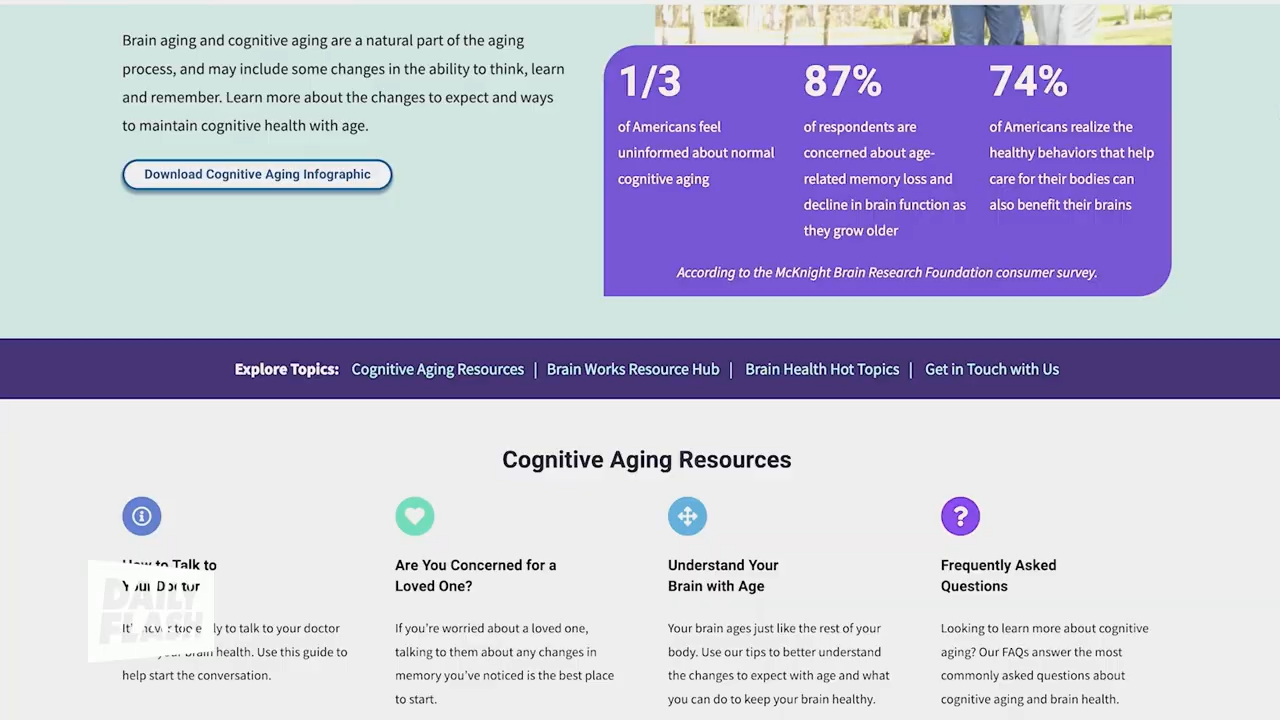 Brain aging and cognitive aging are a natural part of the aging
process, and may include some changes in the ability to think, learn
and remember. Learn more about the changes to expect and ways
to maintain cognitive health with age.
Download Cognitive Aging Infographic
1/3
of Americans feel
uninformed about normal
cognitive aging
87%
of respondents are
concerned about age-
related memory loss and
decline in brain function as
they grow older
74%
of Americans realize the
healthy behaviors that help
care for their bodies can
also benefit their brains
According to the McKnight Brain Research Foundation consumer survey.
Explore Topics: Cognitive Aging Resources | Brain Works Resource Hub | Brain Health Hot Topics | Get in Touch with Us
Cognitive Aging Resources
How to Talk to
Your Doctor
It's never too early to talk to your doctor
your brain health. Use this guide to
help start the conversation.
Are You Concerned for a
Loved One?
If you're worried about a loved one,
talking to them about any changes in
memory you've noticed is the best place
to start.
Understand Your
Brain with Age
Your brain ages just like the rest of your
body. Use our tips to better understand
the changes to expect with age and what
you can do to keep your brain healthy.
Frequently Asked
Questions
Looking to learn more about cognitive
aging? Our FAQs answer the most
commonly asked questions about
cognitive aging and brain health.
DAILY
FLASH